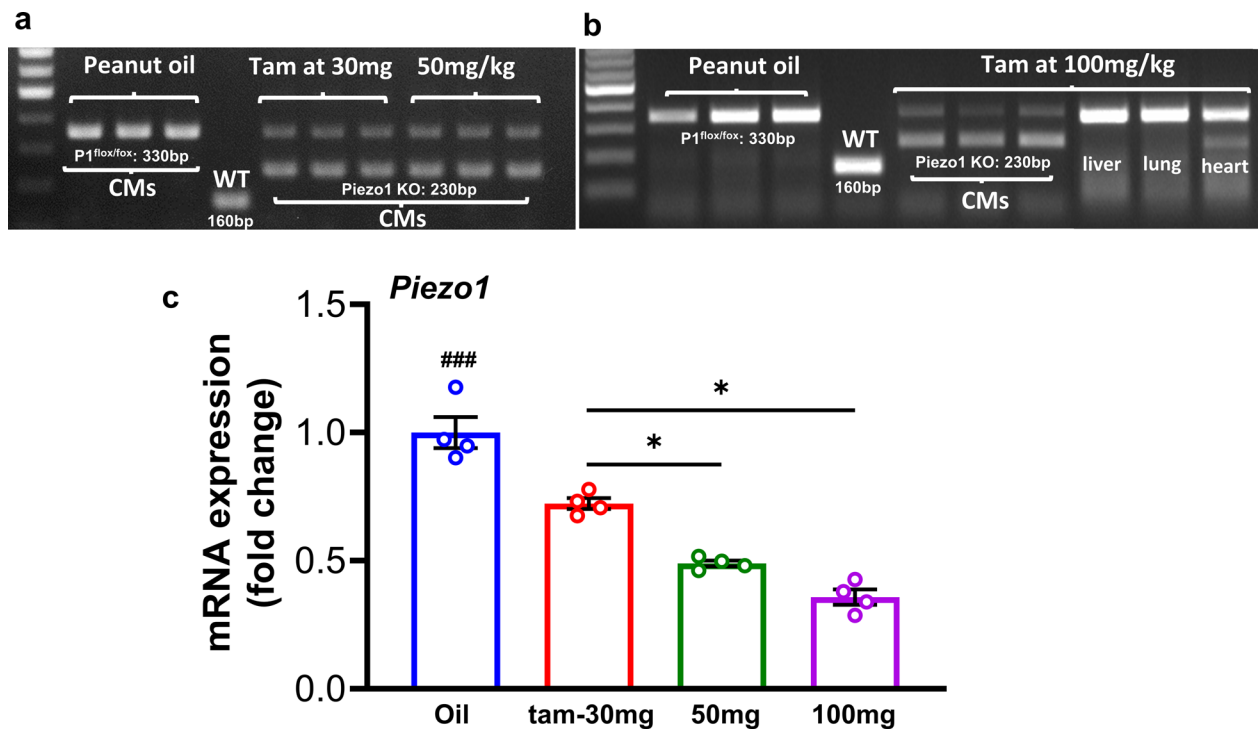 a
Peanut oil
Tam at 30mg 50mg/kg
P1flox/fox: 330bp
CMs
WT
160bp
Piezo1 KO: 230bp
CMs
b
Peanut oil
Tam at 100mg/kg
P1flox/fox: 330bp
WT
160bp
Piezo1 KO: 230bp
CMs
liver lung heart
c
Piezo1
mRNA expression
(fold change)
1.5
1.0
0.5
0.0
###
*
*
Oil tam-30mg 50mg 100mg